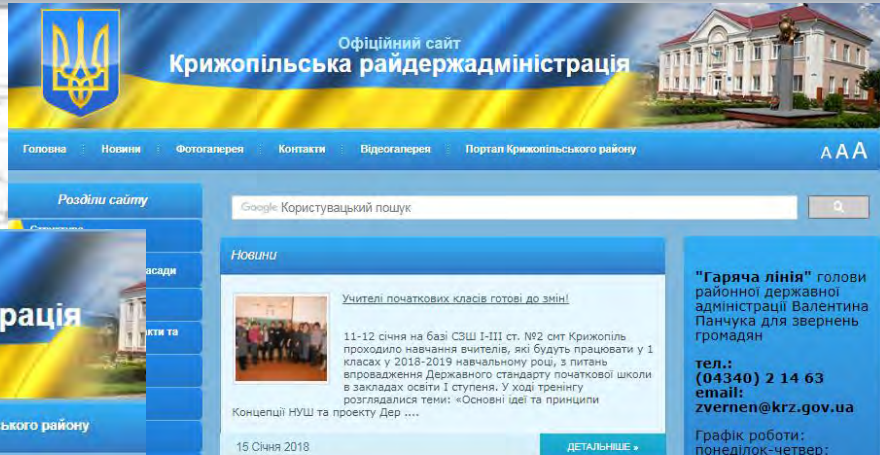 Офіційний сайт
Крижопільська райдержадміністрація
Головна Новини Фотогалерея Контакти Відеогалерея Портал Крижопільського району
A A A
Розділи сайту
Google Користувацький пошук
Структура
асади
кти та
рація
ького району
Новини
Учителі початкових класів готові до змін!
11-12 січня на базі СЗШ І-ІІІ ст. №2 смт Крижопіль
проходило навчання вчителів, які будуть працювати у 1
класах у 2018-2019 навчальному році, з питань
впровадження Державного стандарту початкової школи
в закладах освіти І ступеня. У ході тренінгу
розглядалися теми: «Основні ідеї та принципи
Концепції НУШ та проекту Дер ....
15 Січня 2018
ДЕТАЛЬНІШЕ »
"Гаряча лінія" голови
районної державної
адміністрації Валентина
Панчука для звернень
громадян
тел.:
(04340) 2 14 63
email:
zvernen@krz.gov.ua
Графік роботи:
понеділок-четвер: